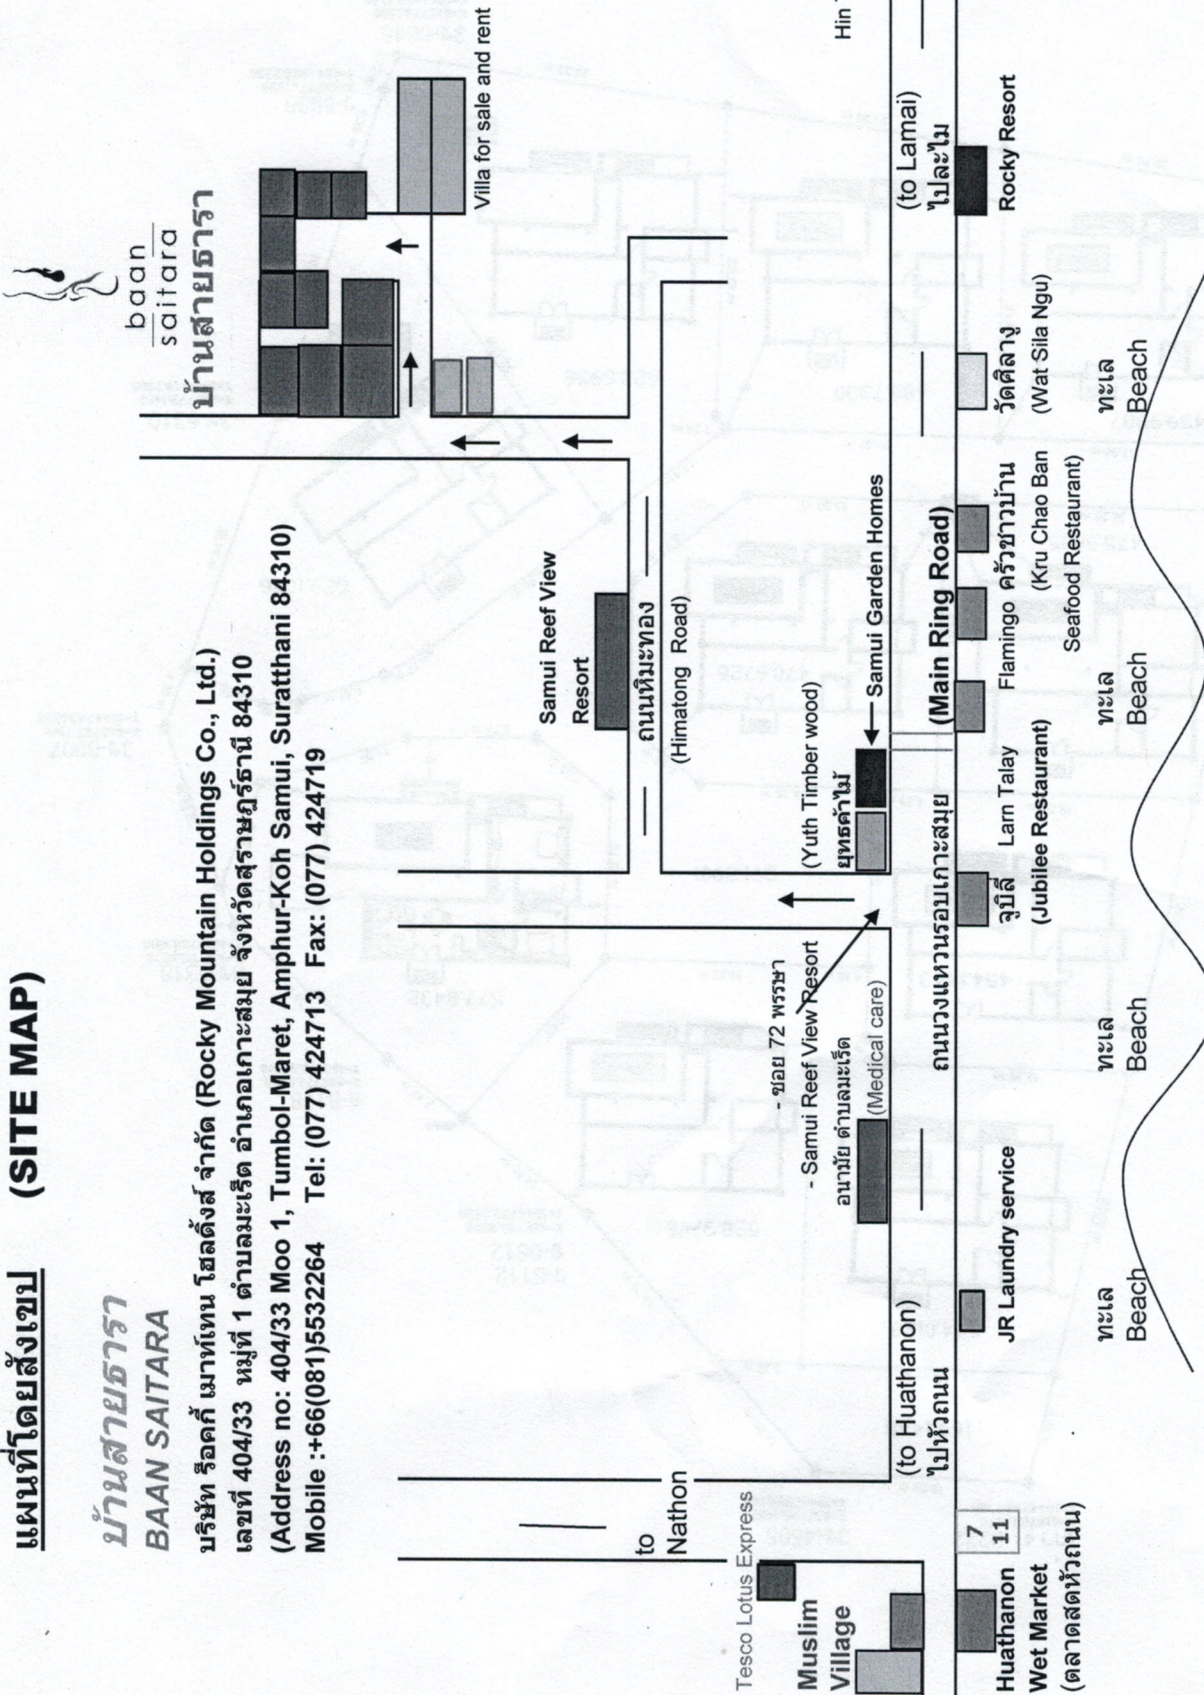 แผนที่โดยสังเขป (SITE MAP)
บ้านสายธารา
BAAN SAITARA
บริษัท ร็อคกี้ เมาท์เทน โฮลดิ้งส์ จำกัด (Rocky Mountain Holdings Co., Ltd.)
เลขที่ 404/33 หมู่ที่ 1 ตำบลมะเร็ต อำเภอเกาะสมุย จังหวัดสุราษฎร์ธานี 84310
(Address no: 404/33 Moo 1, Tumbol-Maret, Amphur-Koh Samui, Suratthani 84310)
Mobile :+66(081)5532264 Tel: (077) 424713 Fax: (077) 424719
baan
saitara
บ้านสายธารา
Villa for sale and rent
Samui Reef View
Resort
ถนนหิมะทอง
(Himatong Road)
to
Nathon
Tesco Lotus Express
Muslim
Village
- ซอย 72 พรรษา
- Samui Reef View Resort
อนามัย ตำบลมะเร็ต
(Medical care)
(Yuth Timber wood)
ยุทธค้าไม้
Samui Garden Homes
Hin
(to Huathanon)
ไปหัวถนน
ถนนวงแหวนรอบเกาะสมุย
(Main Ring Road)
(to Lamai)
ไปละไม
7
11
Huathanon
Wet Market
(ตลาดสดหัวถนน)
JR Laundry service
จูบิลี่
(Jubilee Restaurant)
Larn Talay
Flamingo
ครัวชาวบ้าน
(Kru Chao Ban
Seafood Restaurant)
วัดศิลางู
(Wat Sila Ngu)
Rocky Resort
ทะเล
Beach
ทะเล
Beach
ทะเล
Beach
ทะเล
Beach